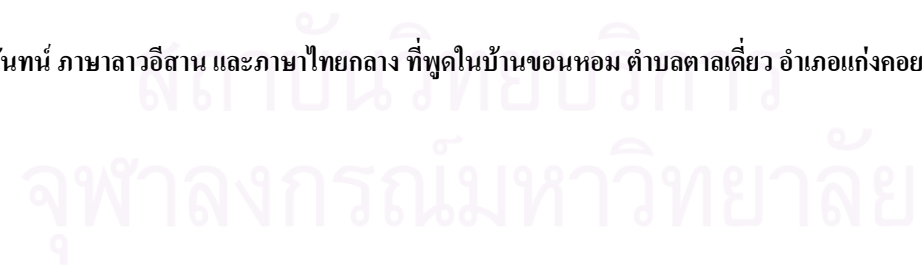 นทน์ ภาษาลาวอีสาน และภาษาไทยกลาง ที่พูดในบ้านขอนหอม ตำบลตาลเดี่ยว อำเภอแก่งคอย
สถาบันวิทยบริการ
จุฬาลงกรณ์มหาวิทยาลัย